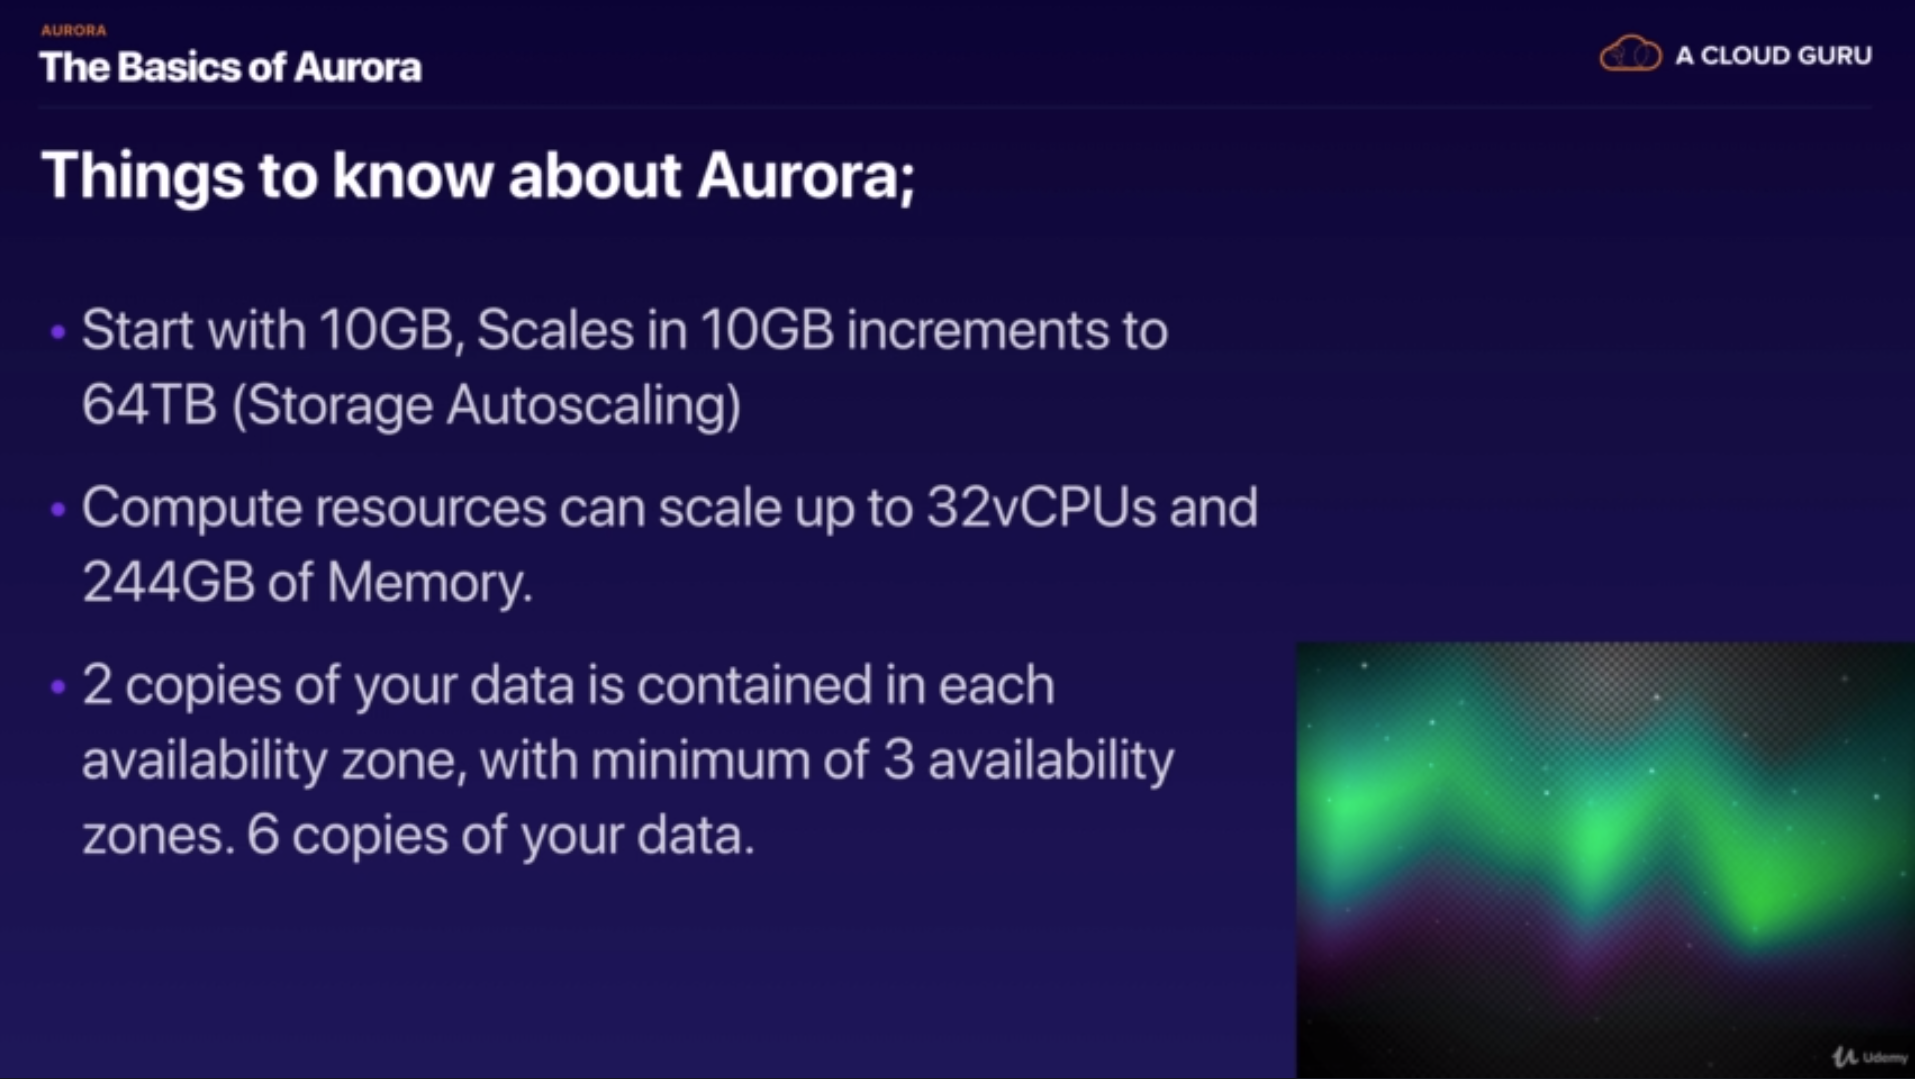 AURORA
The Basics of Aurora
A CLOUD GURU
Things to know about Aurora;
• Start with 10GB, Scales in 10GB increments to
64TB (Storage Autoscaling)
• Compute resources can scale up to 32vCPUs and
244GB of Memory.
• 2 copies of your data is contained in each
availability zone, with minimum of 3 availability
zones. 6 copies of your data.
Udemy